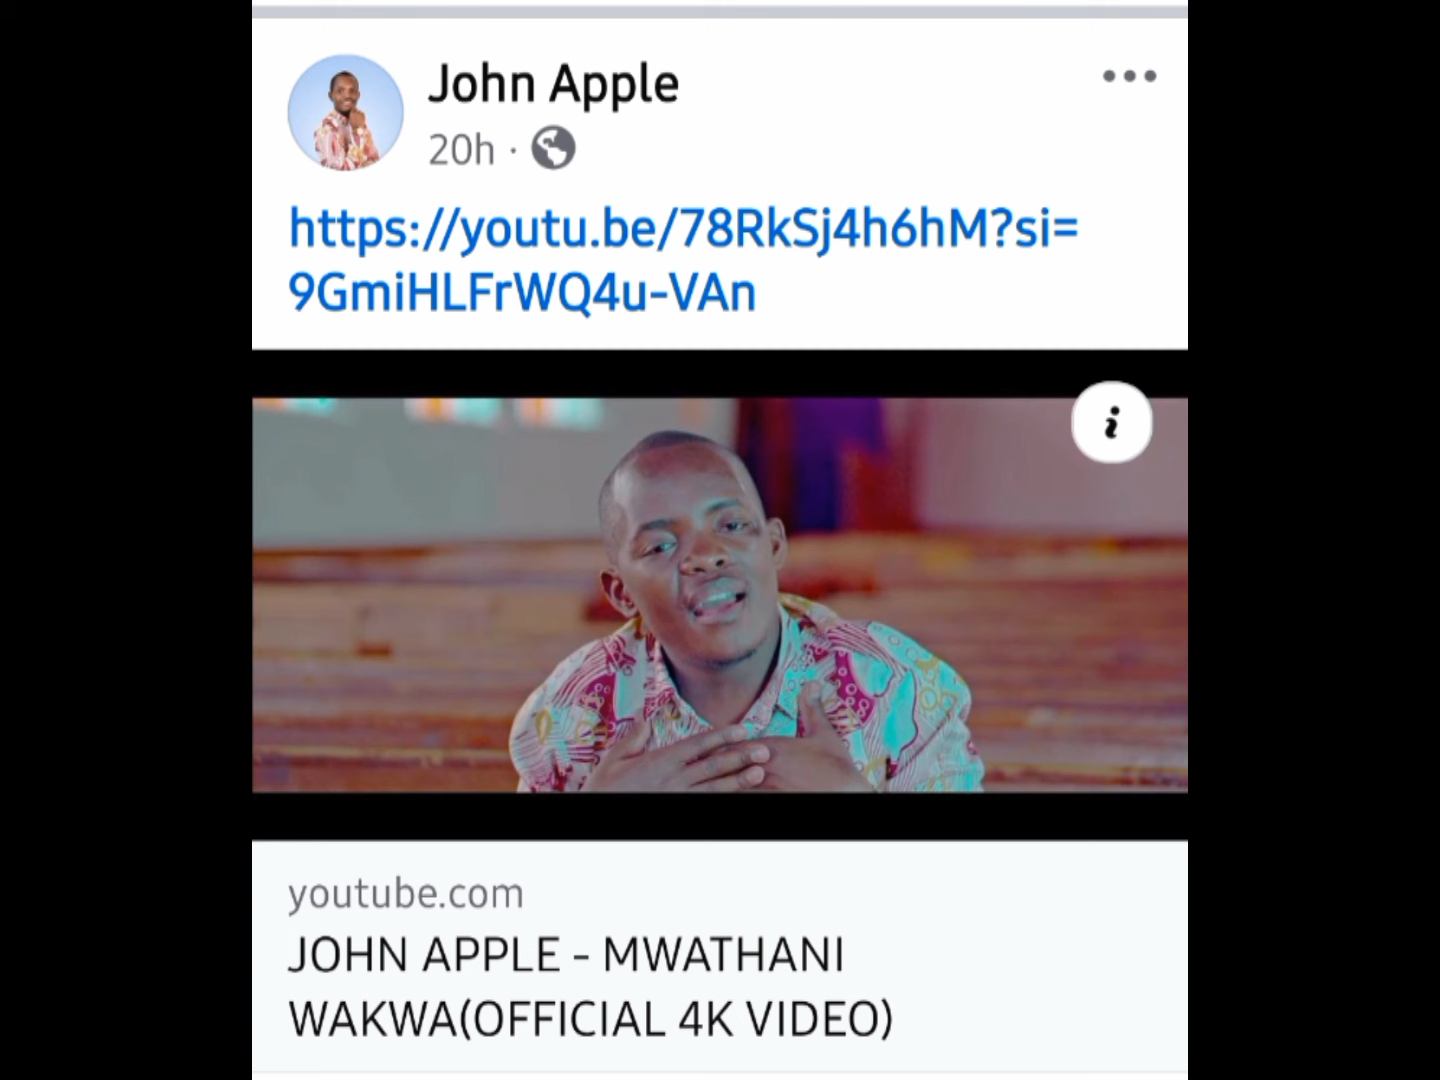 John Apple
20h ·
https://youtu.be/78RkSj4h6hM?si=
9GmiHLFrWQ4u-VAn
i
youtube.com
JOHN APPLE - MWATHANI
WAKWA(OFFICIAL 4K VIDEO)